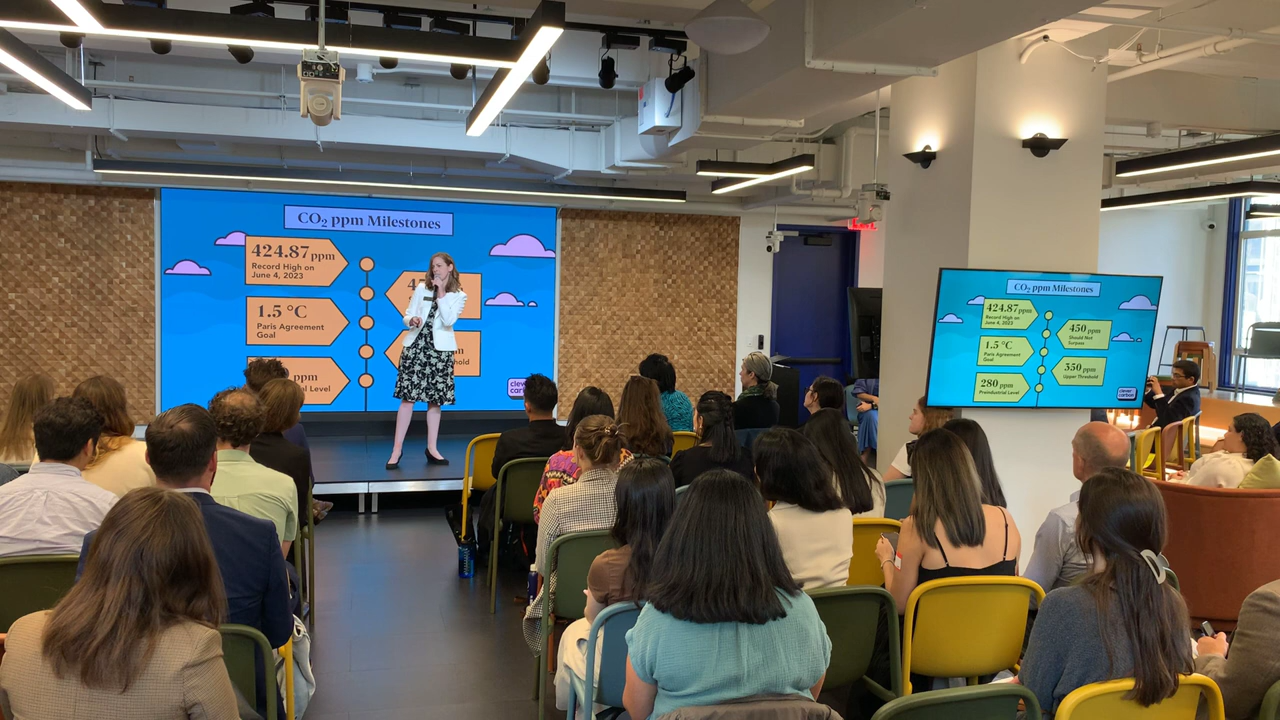 CO₂ ppm Milestones
424.87 ppm
Record High on
June 4, 2023
1.5 °C
Paris Agreement
Goal
ppm
CO₂ ppm Milestones
424.87 ppm
Record High on
June 4, 2023
450 ppm
Should Not
Surpass
1.5 °C
Paris Agreement
Goal
350 ppm
Upper Threshold
280 ppm
Preindustrial Level
clever
carbon